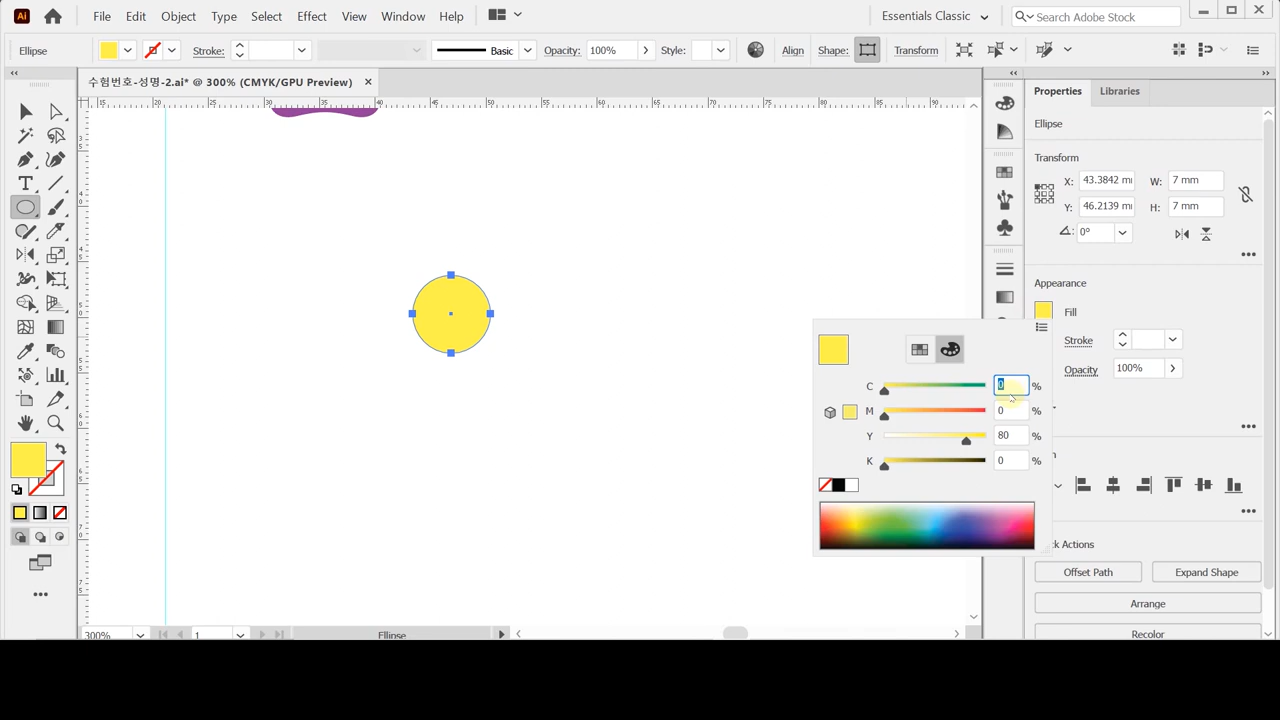 Ai File Edit Object Type Select Effect View Window Help Essentials Classic Search Adobe Stock
Ellipse Stroke: Basic Opacity: 100% Style: Align Shape: Transform
수험번호-성명-2.ai* @ 300% (CMYK/GPU Preview)
Properties Libraries
Ellipse
Transform
X: 43.3842 m W: 7 mm
Y: 46.2139 m H: 7 mm
0°
Appearance
Fill
Stroke
Opacity 100%
C 0 %
M 0 %
Y 80 %
K 0 %
ck Actions
Offset Path Expand Shape
Arrange
Recolor
300% 1 Ellipse